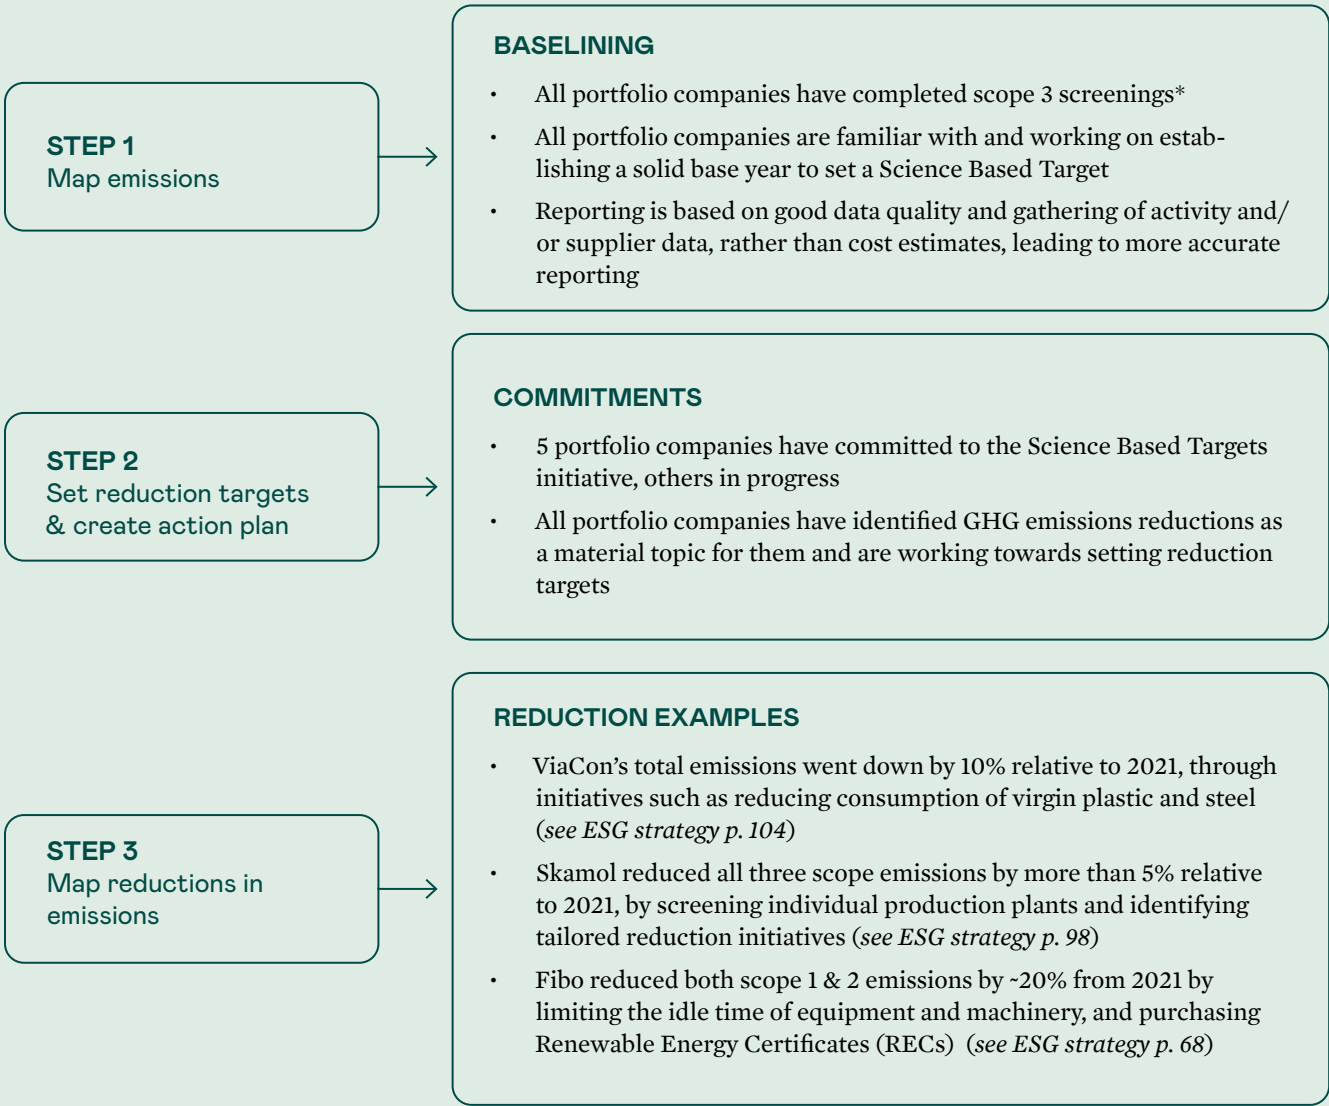 STEP 1
Map emissions
BASELINING
• All portfolio companies have completed scope 3 screenings*
• All portfolio companies are familiar with and working on estab-
lishing a solid base year to set a Science Based Target
• Reporting is based on good data quality and gathering of activity and/
or supplier data, rather than cost estimates, leading to more accurate
reporting
STEP 2
Set reduction targets
& create action plan
COMMITMENTS
• 5 portfolio companies have committed to the Science Based Targets
initiative, others in progress
• All portfolio companies have identified GHG emissions reductions as
a material topic for them and are working towards setting reduction
targets
STEP 3
Map reductions in
emissions
REDUCTION EXAMPLES
• ViaCon’s total emissions went down by 10% relative to 2021, through
initiatives such as reducing consumption of virgin plastic and steel
(see ESG strategy p. 104)
• Skamol reduced all three scope emissions by more than 5% relative
to 2021, by screening individual production plants and identifying
tailored reduction initiatives (see ESG strategy p. 98)
• Fibo reduced both scope 1 & 2 emissions by ~20% from 2021 by
limiting the idle time of equipment and machinery, and purchasing
Renewable Energy Certificates (RECs) (see ESG strategy p. 68)